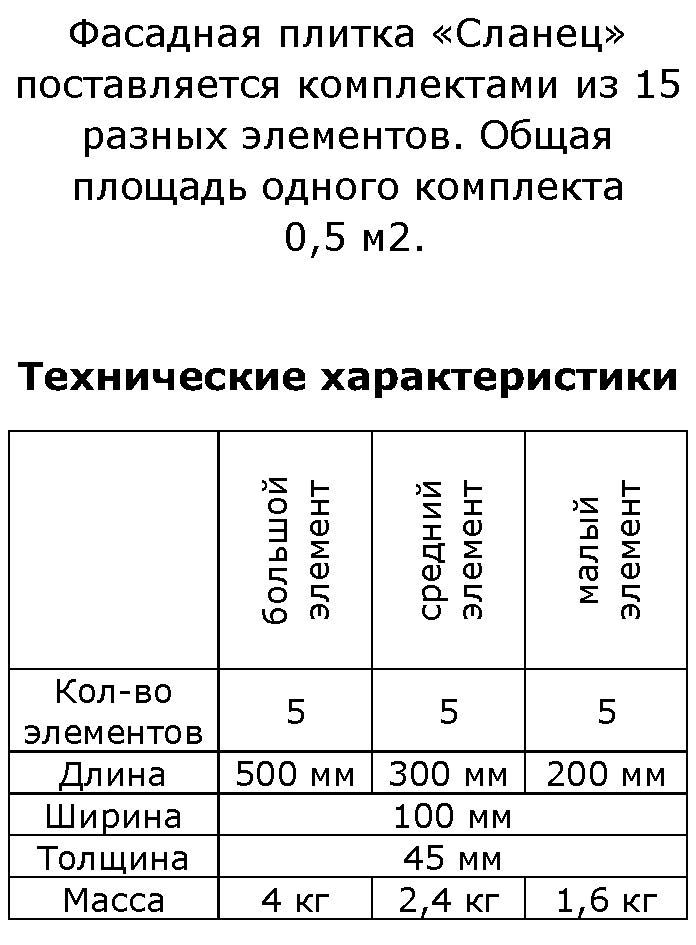 Фасадная плитка «Сланец»
поставляется комплектами из 15
разных элементов. Общая
площадь одного комплекта
0,5 м2.
Технические характеристики
большой
элемент
средний
элемент
малый
элемент
Кол-во
элементов
5 5 5
Длина 500 мм 300 мм 200 мм
Ширина 100 мм
Толщина 45 мм
Масса 4 кг 2,4 кг 1,6 кг